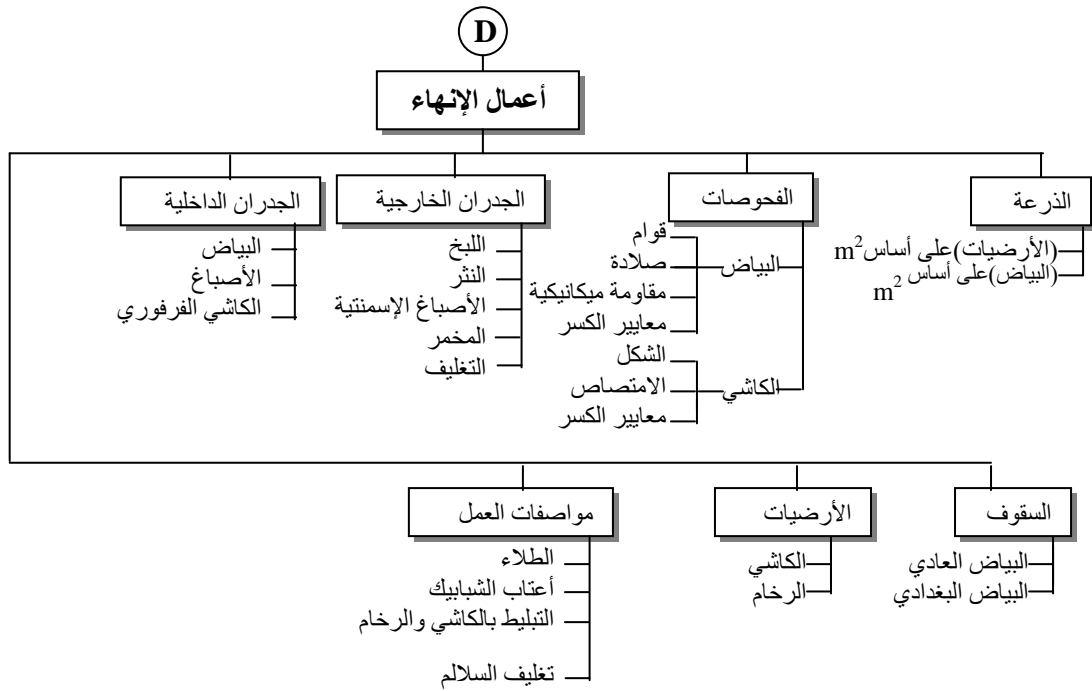 D
أعمال الإنهاء
الذرعة
(الأرضيات)على أساس m²
(البياض)على أساس m²
الفحوصات
البياض
قوام
صلادة
مقاومة ميكانيكية
معايير الكسر
الكاشي
الشكل
الامتصاص
معايير الكسر
الجدران الخارجية
اللبخ
النثر
الأصباغ الإسمنتية
المخمر
التغليف
الجدران الداخلية
البياض
الأصباغ
الكاشي الفرفوري
السقوف
البياض العادي
البياض البغدادي
الأرضيات
الكاشي
الرخام
مواصفات العمل
الطلاء
أعتاب الشبابيك
التبليط بالكاشي والرخام
تغليف السلالم